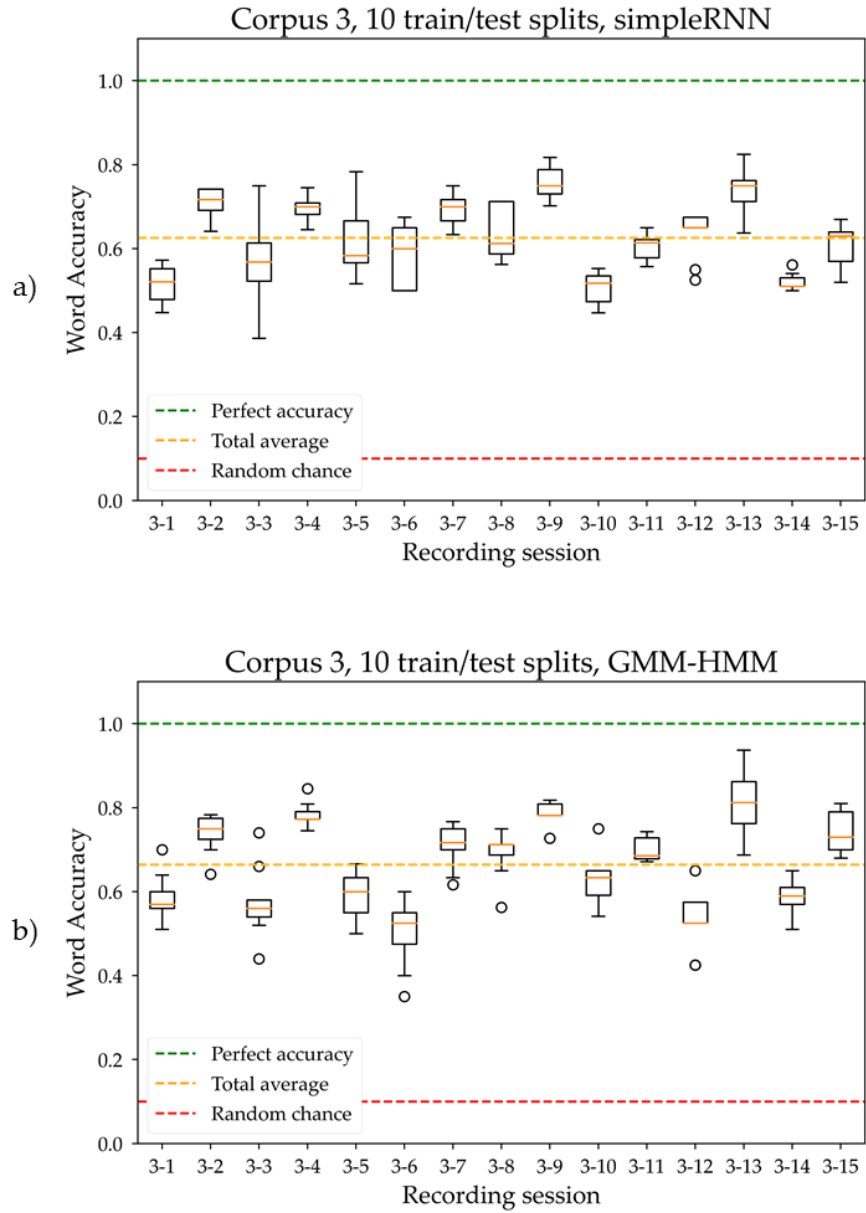 Corpus 3, 10 train/test splits, simpleRNN
a)
Word Accuracy
1.0
0.8
0.6
0.4
0.2
0.0
Perfect accuracy
Total average
Random chance
3-1 3-2 3-3 3-4 3-5 3-6 3-7 3-8 3-9 3-10 3-11 3-12 3-13 3-14 3-15
Recording session
Corpus 3, 10 train/test splits, GMM-HMM
b)
Word Accuracy
1.0
0.8
0.6
0.4
0.2
0.0
Perfect accuracy
Total average
Random chance
3-1 3-2 3-3 3-4 3-5 3-6 3-7 3-8 3-9 3-10 3-11 3-12 3-13 3-14 3-15
Recording session